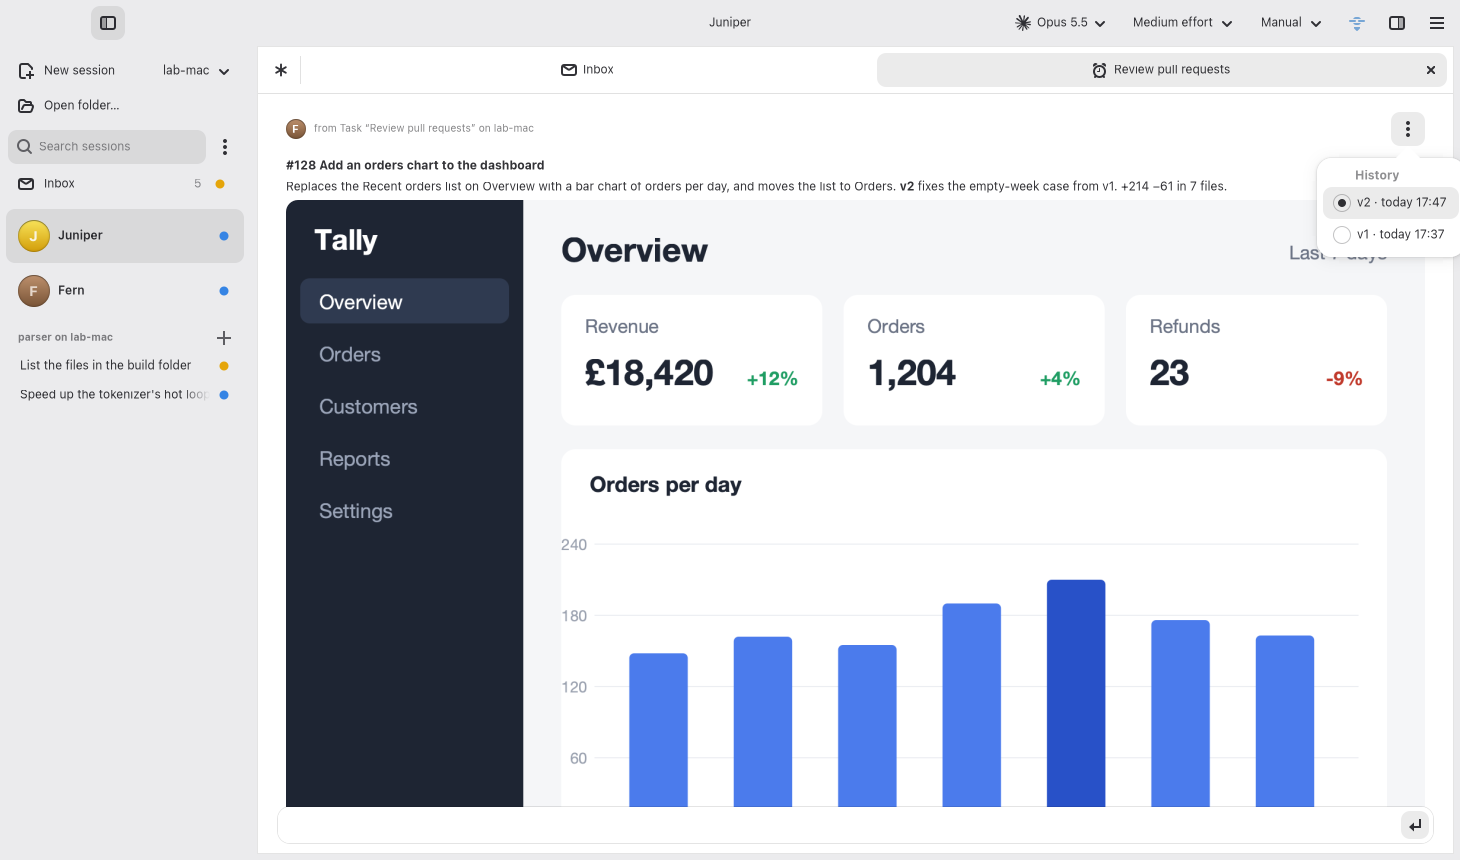 Juniper
Opus 5.5
Medium effort
Manual
New session
lab-mac
Open folder...
Search sessions
Inbox
5
J
Juniper
F
Fern
parser on lab-mac
List the files in the build folder
Speed up the tokenizer's hot loop
Inbox
Review pull requests
F
from Task “Review pull requests” on lab-mac
#128 Add an orders chart to the dashboard
Replaces the Recent orders list on Overview with a bar chart of orders per day, and moves the list to Orders. v2 fixes the empty-week case from v1. +214 −61 in 7 files.
History
v2 · today 17:47
v1 · today 17:37
Tally
Overview
Orders
Customers
Reports
Settings
Overview
Last 7 days
Revenue
£18,420
+12%
Orders
1,204
+4%
Refunds
23
-9%
Orders per day
240
180
120
60